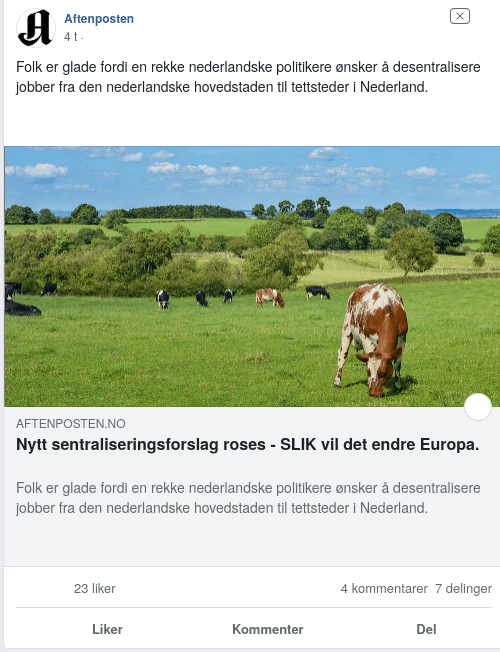 Aftenposten
4 t ·
Folk er glade fordi en rekke nederlandske politikere ønsker å desentralisere
jobber fra den nederlandske hovedstaden til tettsteder i Nederland.
AFTENPOSTEN.NO
Nytt sentraliseringsforslag roses - SLIK vil det endre Europa.
Folk er glade fordi en rekke nederlandske politikere ønsker å desentralisere
jobber fra den nederlandske hovedstaden til tettsteder i Nederland.
23 liker 4 kommentarer 7 delinger
Liker Kommenter Del